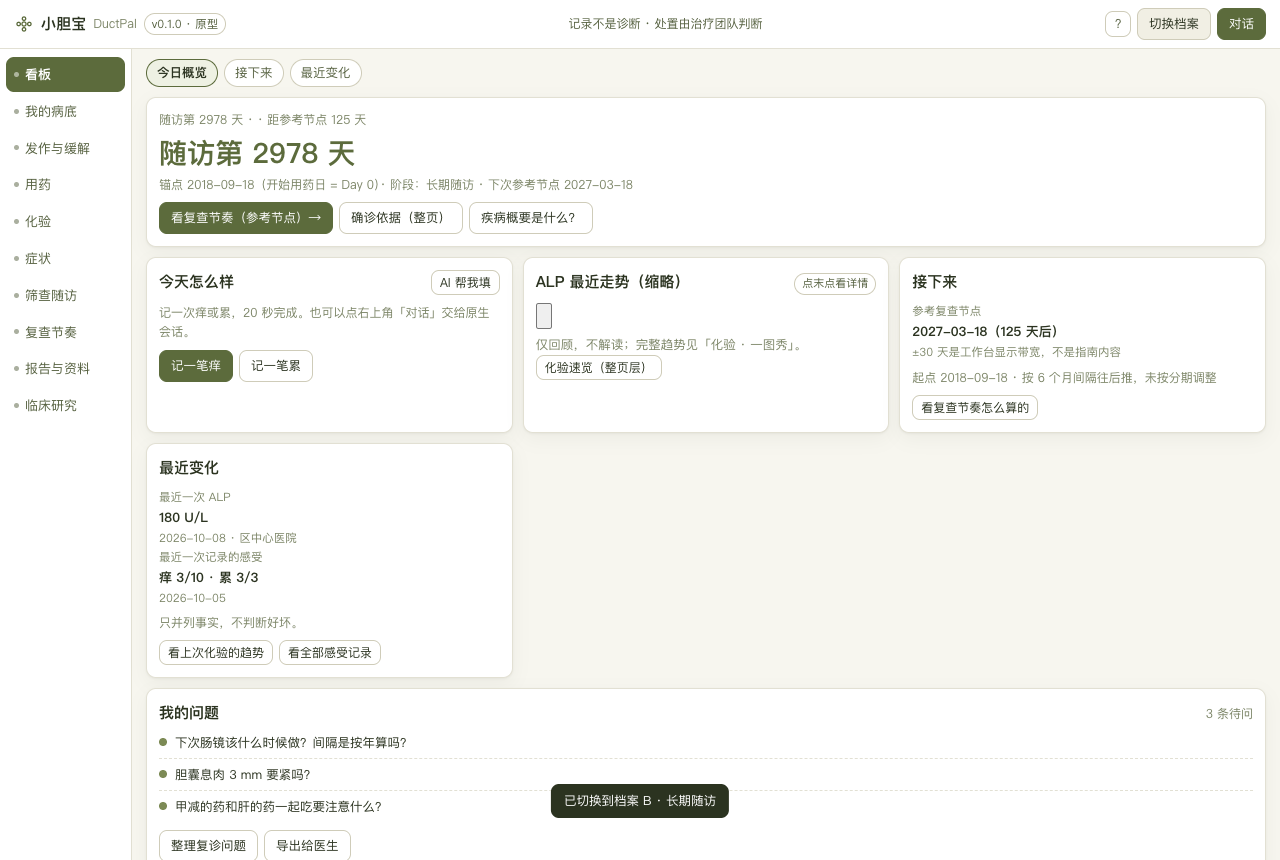 小胆宝 DuctPal v0.1.0 · 原型
记录不是诊断 · 处置由治疗团队判断
?
切换档案
对话
看板
我的病底
发作与缓解
用药
化验
症状
筛查随访
复查节奏
报告与资料
临床研究
今日概览
接下来
最近变化
随访第 2978 天 · · 距参考节点 125 天
随访第 2978 天
锚点 2018-09-18（开始用药日 = Day 0）· 阶段：长期随访 · 下次参考节点 2027-03-18
看复查节奏（参考节点）→
确诊依据（整页）
疾病概要是什么？
今天怎么样
AI 帮我填
记一次痒或累，20 秒完成。也可以点右上角「对话」交给原生
会话。
记一笔痒
记一笔累
ALP 最近走势（缩略）
点末点看详情
仅回顾，不解读；完整趋势见「化验 · 一图秀」。
化验速览（整页层）
接下来
参考复查节点
2027-03-18（125 天后）
±30 天是工作台显示带宽，不是指南内容
起点 2018-09-18 · 按 6 个月间隔往后推，未按分期调整
看复查节奏怎么算的
最近变化
最近一次 ALP
180 U/L
2026-10-08 · 区中心医院
最近一次记录的感受
痒 3/10 · 累 3/3
2026-10-05
只并列事实，不判断好坏。
看上次化验的趋势
看全部感受记录
我的问题
3 条待问
下次肠镜该什么时候做？间隔是按年算吗？
胆囊息肉 3 mm 要紧吗？
甲减的药和肝的药一起吃要注意什么？
已切换到档案 B · 长期随访
整理复诊问题
导出给医生